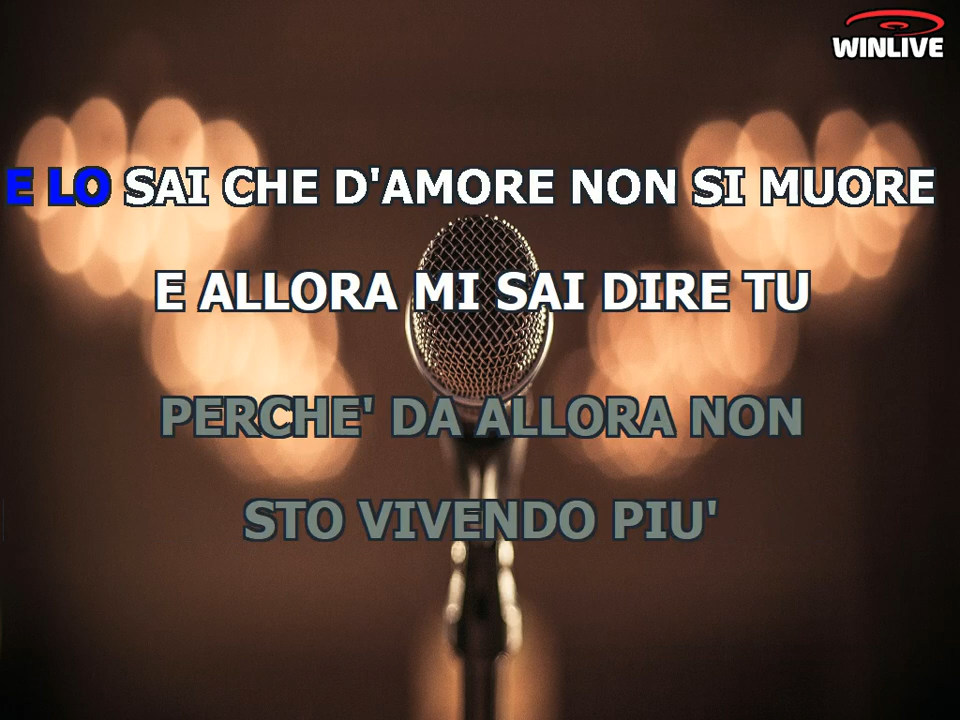 WINLIVE
E LO SAI CHE D'AMORE NON SI MUORE
E ALLORA MI SAI DIRE TU
PERCHE' DA ALLORA NON
STO VIVENDO PIU'